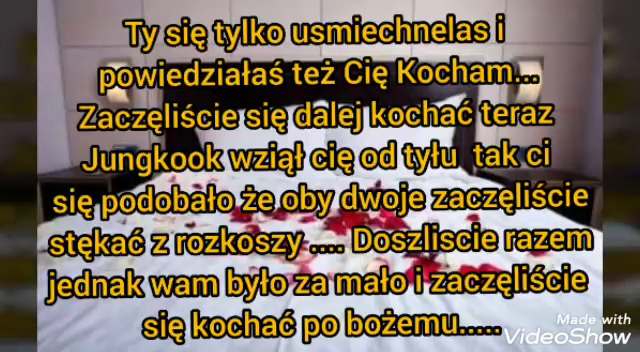 Ty się tylko usmiechnelas i
powiedziałaś też Cię Kocham...
Zaczęliście się dalej kochać teraz
Jungkook wziął cię od tyłu tak ci
się podobało że oby dwoje zaczęliście
stękać z rozkoszy .... Doszliscie razem
jednak wam było za mało i zaczęliście
się kochać po bożemu.....
Made with
VideoShow